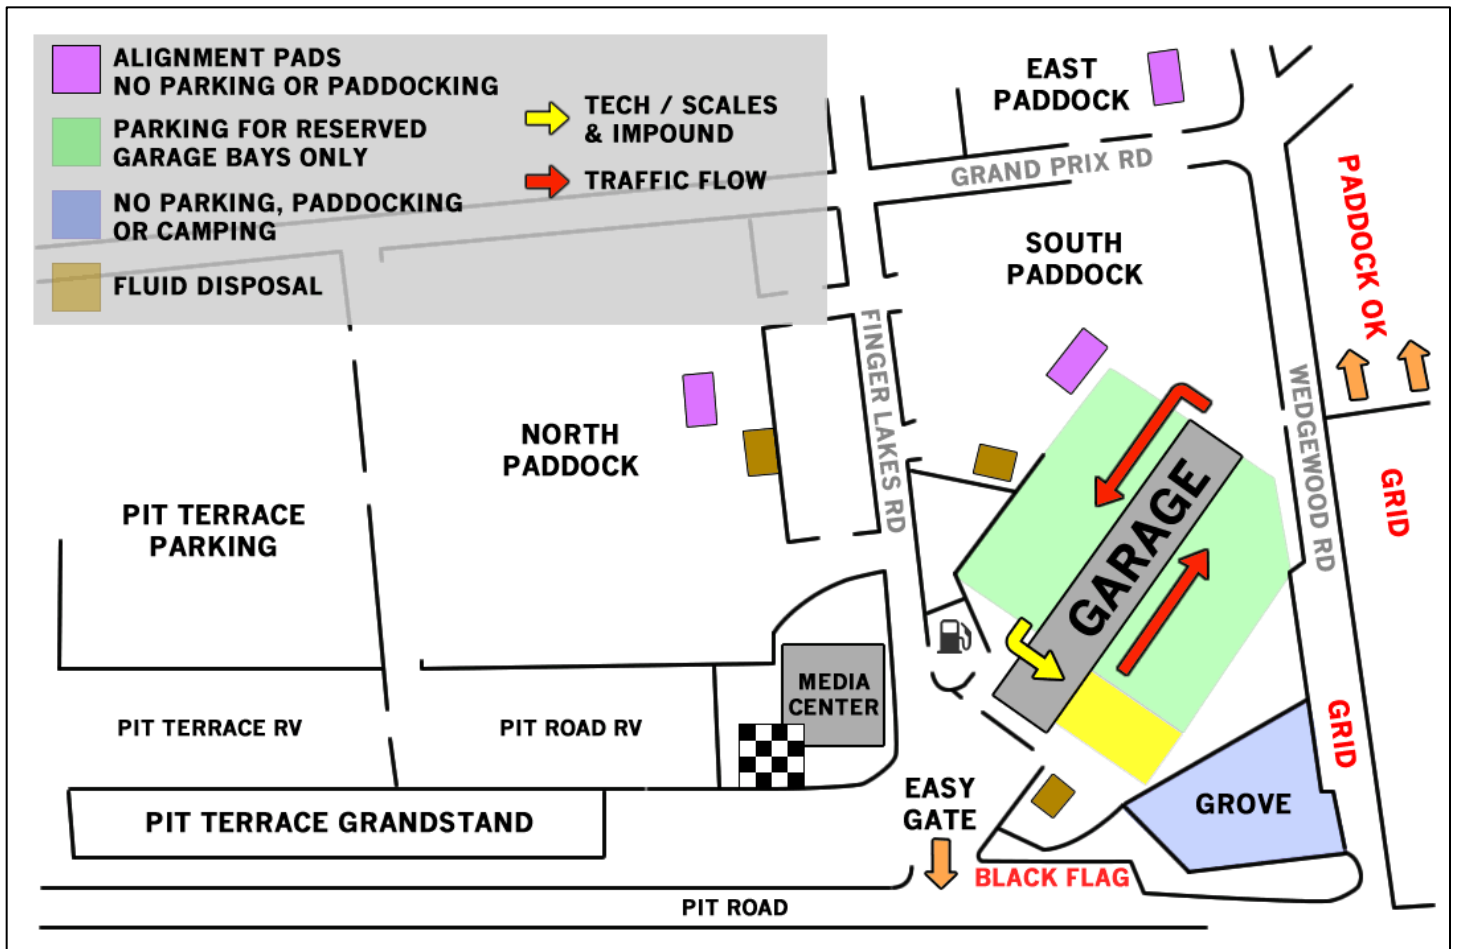 ALIGNMENT PADS
NO PARKING OR PADDOCKING
PARKING FOR RESERVED
GARAGE BAYS ONLY
NO PARKING, PADDOCKING
OR CAMPING
FLUID DISPOSAL
TECH / SCALES
& IMPOUND
TRAFFIC FLOW
EAST
PADDOCK
GRAND PRIX RD
SOUTH
PADDOCK
PADDOCK OK
FINGER LAKES RD
WEDGEWOOD RD
NORTH
PADDOCK
GRID
PIT TERRACE
PARKING
GARAGE
MEDIA
CENTER
PIT TERRACE RV
PIT ROAD RV
GRID
EASY
GATE
GROVE
PIT TERRACE GRANDSTAND
BLACK FLAG
PIT ROAD